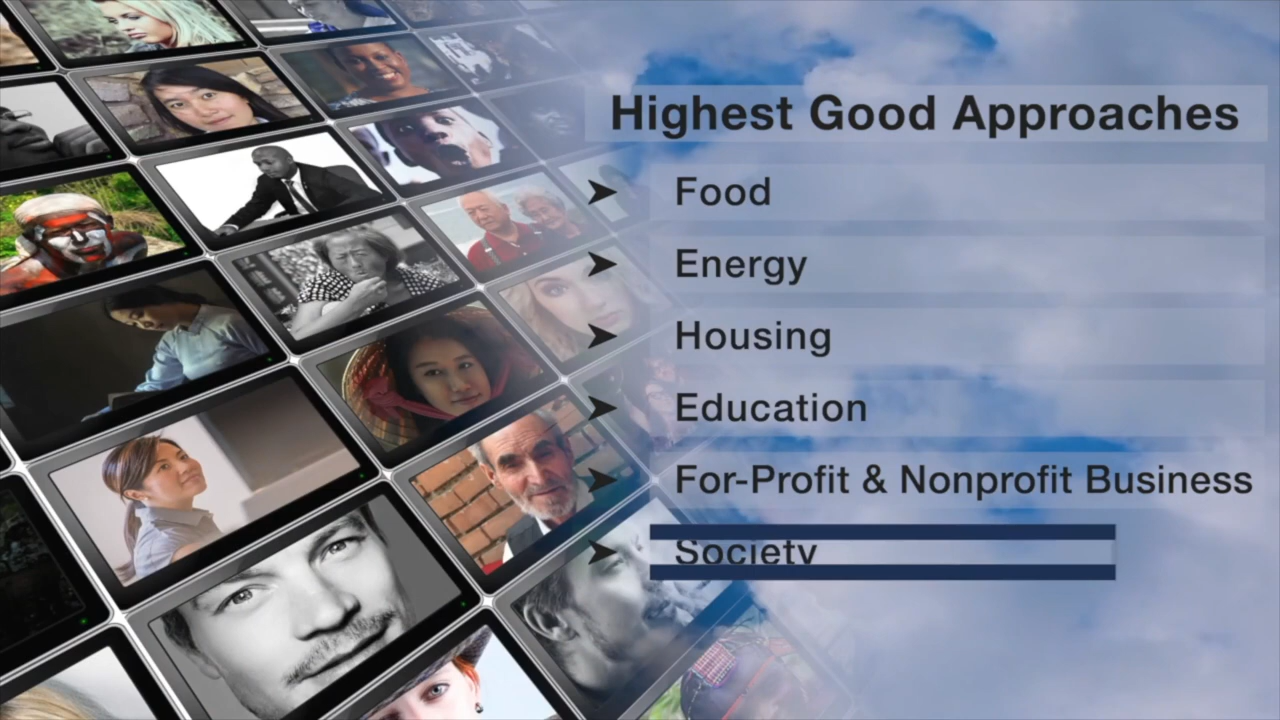 Highest Good Approaches
Food
Energy
Housing
Education
For-Profit & Nonprofit Business
Society